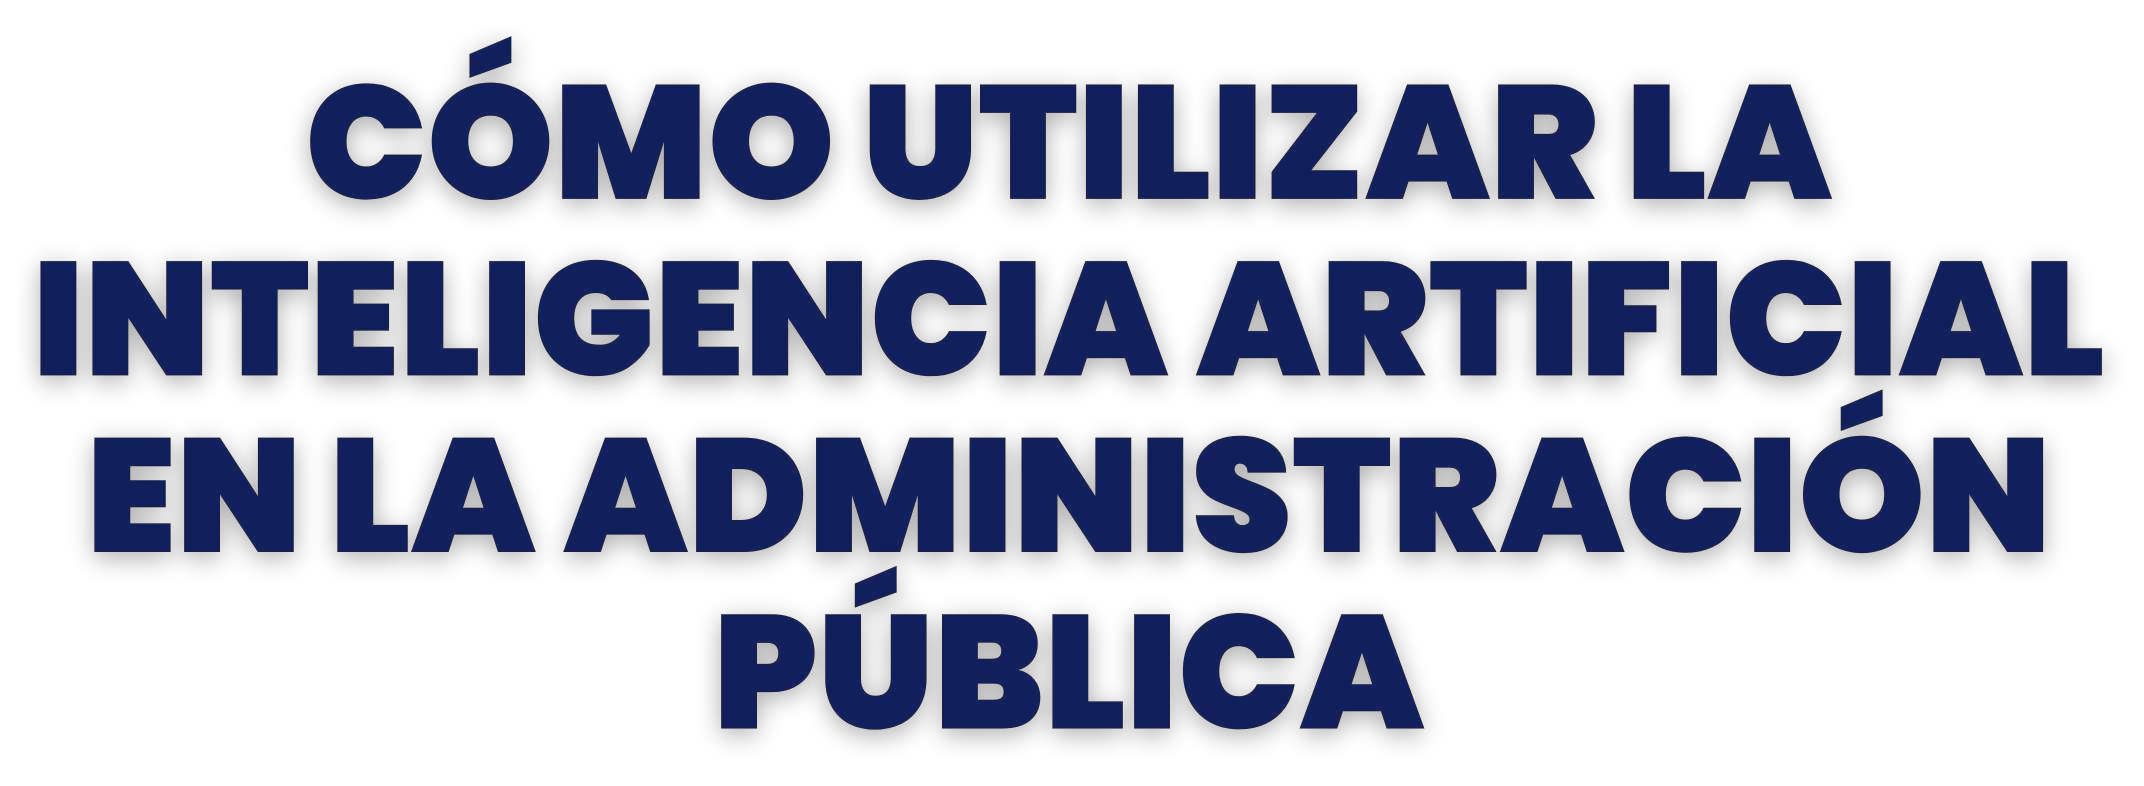 CÓMO UTILIZAR LA
INTELIGENCIA ARTIFICIAL
EN LA ADMINISTRACIÓN
PÚBLICA